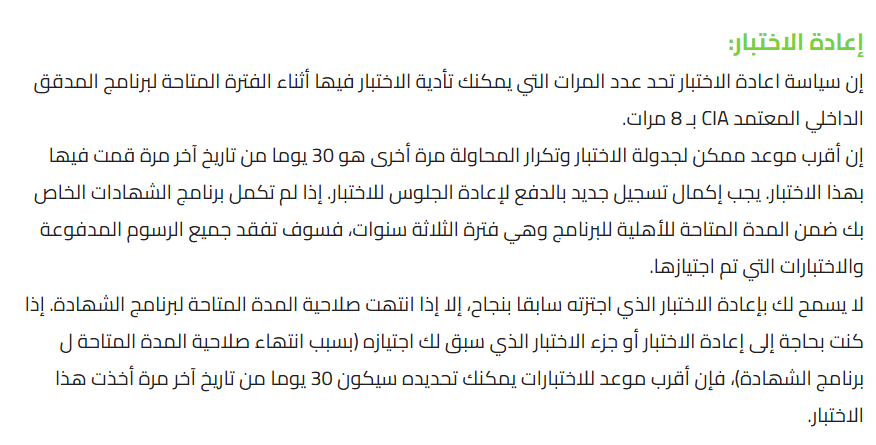 إعادة الاختبار:
إن سياسة اعادة الاختبار تحد عدد المرات التي يمكنك تأدية الاختبار فيها أثناء الفترة المتاحة لبرنامج المدقق
الداخلي المعتمد CIA بـ 8 مرات.
إن أقرب موعد ممكن لجدولة الاختبار وتكرار المحاولة مرة أخرى هو 30 يوما من تاريخ آخر مرة قمت فيها
بهذا الاختبار. يجب إكمال تسجيل جديد بالدفع لإعادة الجلوس للاختبار. إذا لم تكمل برنامج الشهادات الخاص
بك ضمن المدة المتاحة للأهلية للبرنامج وهي فترة الثلاثة سنوات، فسوف تفقد جميع الرسوم المدفوعة
والاختبارات التي تم اجتيازها.
لا يسمح لك بإعادة الاختبار الذي اجتزته سابقا بنجاح، إلا إذا انتهت صلاحية المدة المتاحة لبرنامج الشهادة. إذا
كنت بحاجة إلى إعادة الاختبار أو جزء الاختبار الذي سبق لك اجتيازه (بسبب انتهاء صلاحية المدة المتاحة ل
برنامج الشهادة)، فإن أقرب موعد للاختبارات يمكنك تحديده سيكون 30 يوما من تاريخ آخر مرة أخذت هذا
الاختبار.